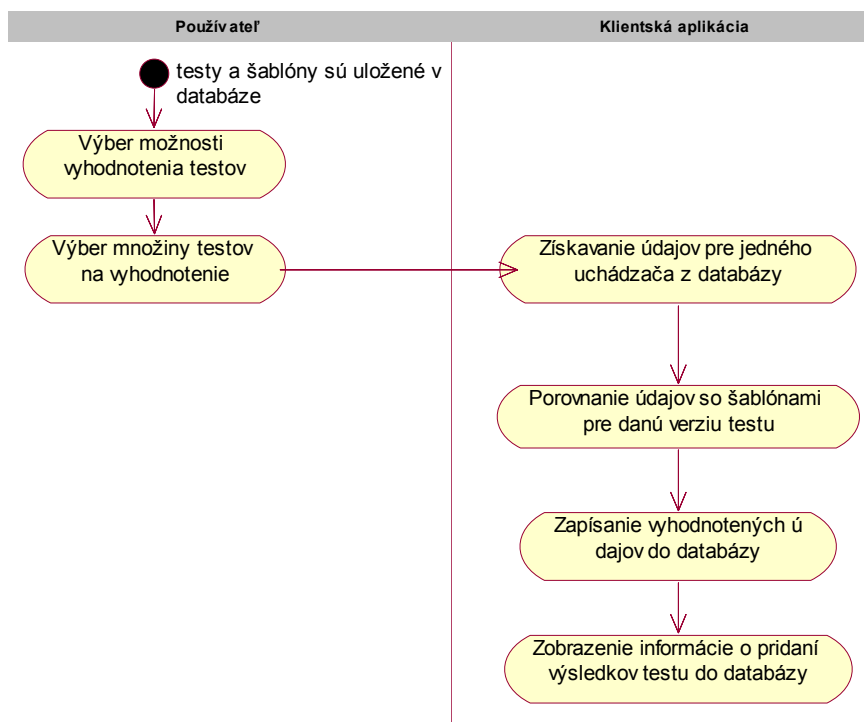 Používateľ
Klientská aplikácia
testy a šablóny sú uložené v
databáze
Výber možnosti
vyhodnotenia testov
Výber množiny testov
na vyhodnotenie
Získavanie údajov pre jedného
uchádzača z databázy
Porovnanie údajov so šablónami
pre danú verziu testu
Zapísanie vyhodnotených ú
dajov do databázy
Zobrazenie informácie o pridaní
výsledkov testu do databázy